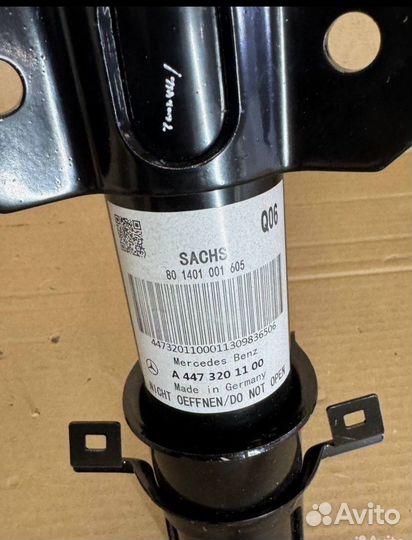 Q06
SACHS
80 1401 001 605
4473201100011309836506
Mercedes Benz
A 447 320 11 00
Made in Germany
NICHT OEFFNEN/DO NOT OPEN
Avito